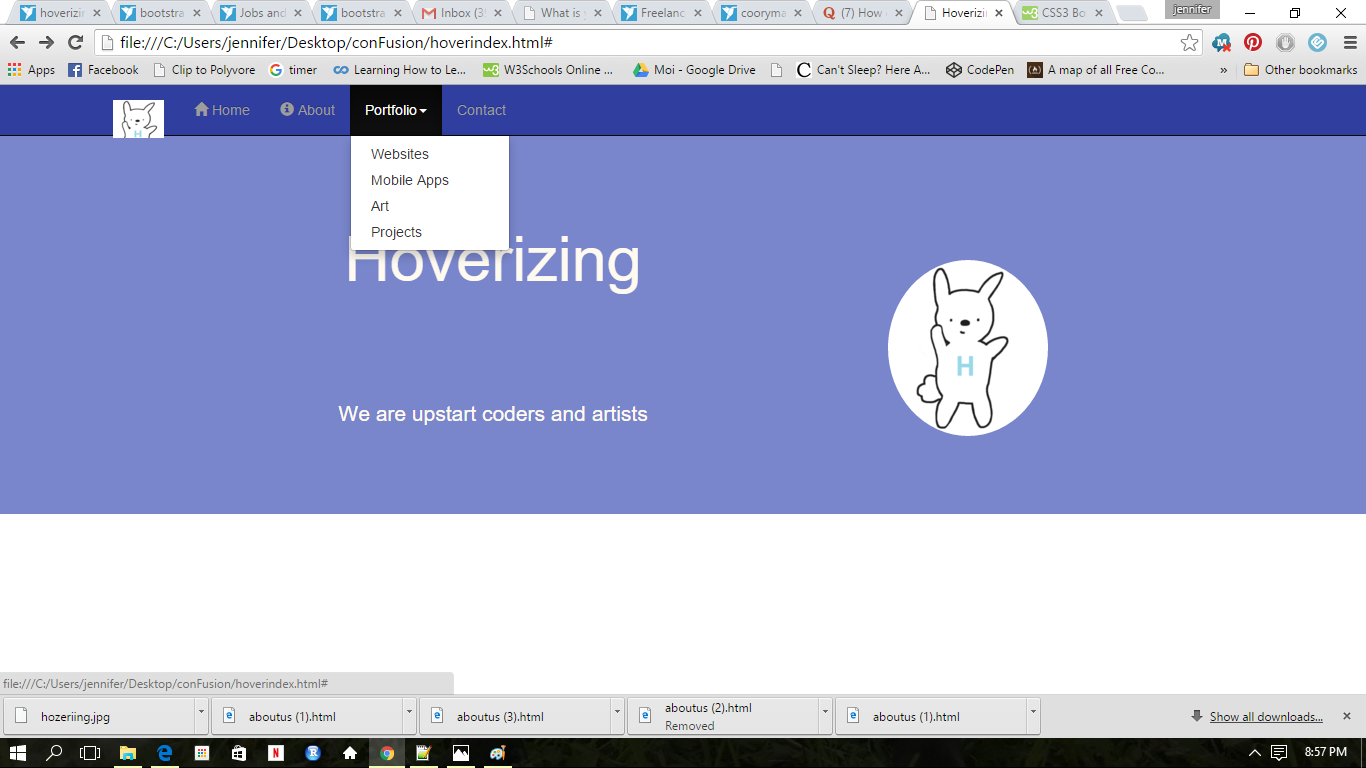 hoverizin bootstra Jobs and bootstra Inbox (35 What is y Freelanc cooryma (7) How Hoverizin CSS3 Bo jennifer
file:///C:/Users/jennifer/Desktop/conFusion/hoverindex.html#
Apps Facebook Clip to Polyvore timer Learning How to Le... W3Schools Online ... Moi - Google Drive Can't Sleep? Here A... CodePen A map of all Free Co... » Other bookmarks
H Home About Portfolio Contact
Websites
Mobile Apps
Art
Projects
Hoverizing
H
We are upstart coders and artists
file:///C:/Users/jennifer/Desktop/conFusion/hoverindex.html#
hozeriing.jpg aboutus (1).html aboutus (3).html aboutus (2).html aboutus (1).html Show all downloads...
Removed
8:57 PM